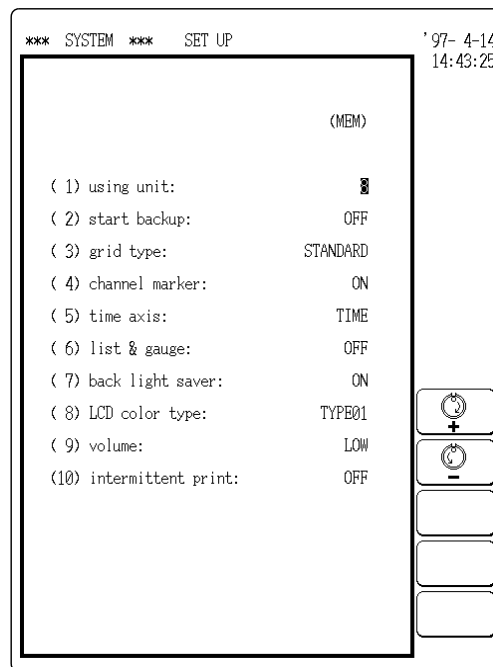 *** SYSTEM *** SET UP
'97- 4-14
14:43:25
(MEM)
( 1) using unit: 8
( 2) start backup: OFF
( 3) grid type: STANDARD
( 4) channel marker: ON
( 5) time axis: TIME
( 6) list & gauge: OFF
( 7) back light saver: ON
( 8) LCD color type: TYPE01
( 9) volume: LOW
(10) intermittent print: OFF
+
-